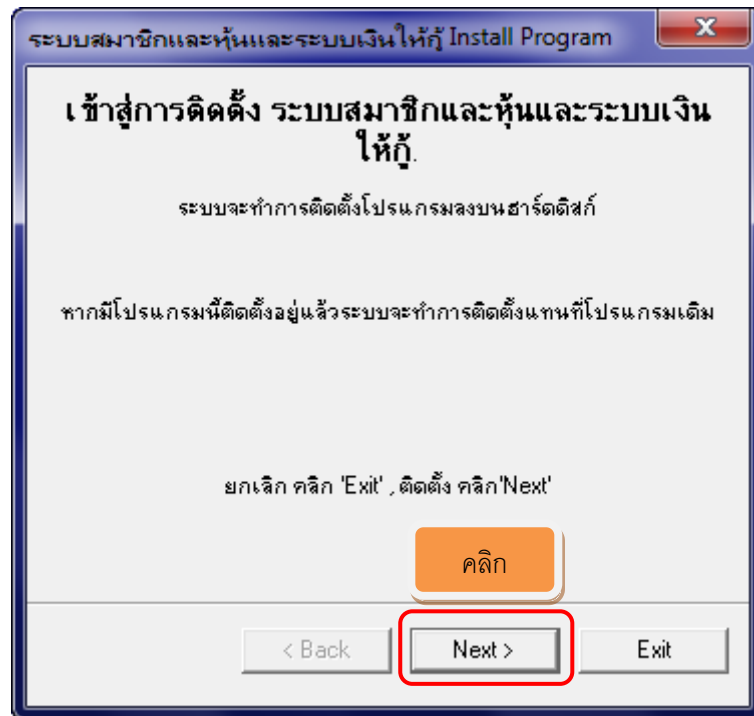 ระบบสมาชิกและหุ้นและระบบเงินให้กู้ Install Program
เข้าสู่การติดตั้ง ระบบสมาชิกและหุ้นและระบบเงิน
ให้กู้.
ระบบจะทำการติดตั้งโปรแกรมลงบนฮาร์ดดิสก์
หากมีโปรแกรมนี้ติดตั้งอยู่แล้วระบบจะทำการติดตั้งแทนที่โปรแกรมเดิม
ยกเลิก คลิก 'Exit' , ติดตั้ง คลิก'Next'
คลิก
< Back Next > Exit